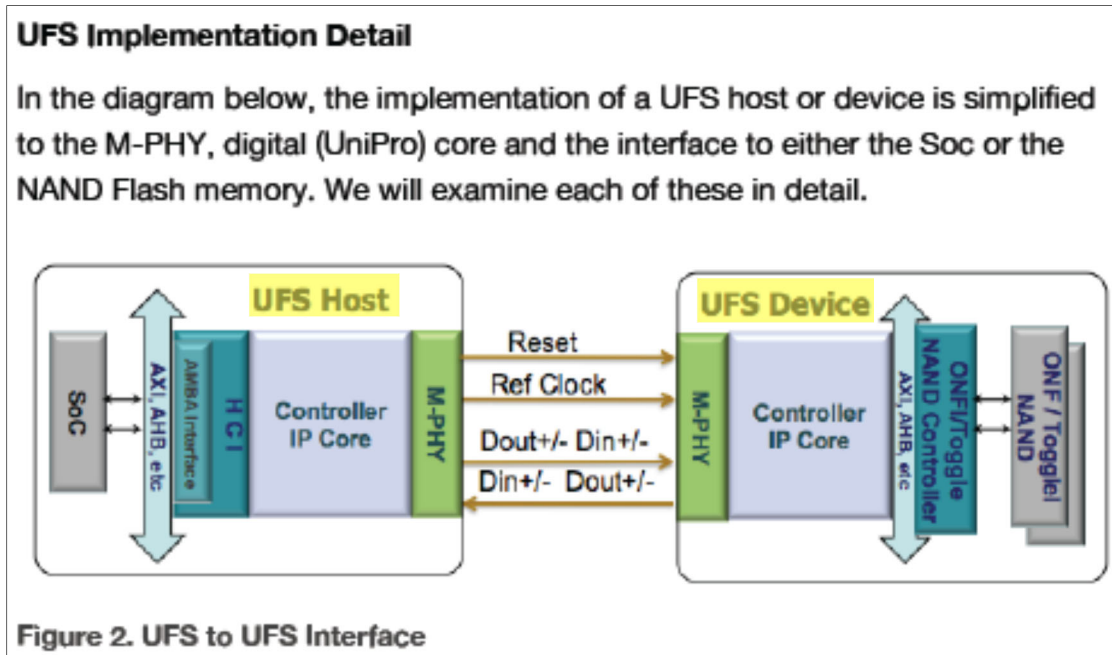 UFS Implementation Detail
In the diagram below, the implementation of a UFS host or device is simplified
to the M-PHY, digital (UniPro) core and the interface to either the Soc or the
NAND Flash memory. We will examine each of these in detail.
UFS Host
SoC
AXI, AHB, etc
AMBA Interface
HCI
Controller
IP Core
M-PHY
Reset
Ref Clock
Dout+/- Din+/-
Din+/- Dout+/-
UFS Device
M-PHY
Controller
IP Core
AXI, AHB, etc
ONFI/Toggle
NAND Controller
ONF / Togglel
NAND
Figure 2. UFS to UFS Interface